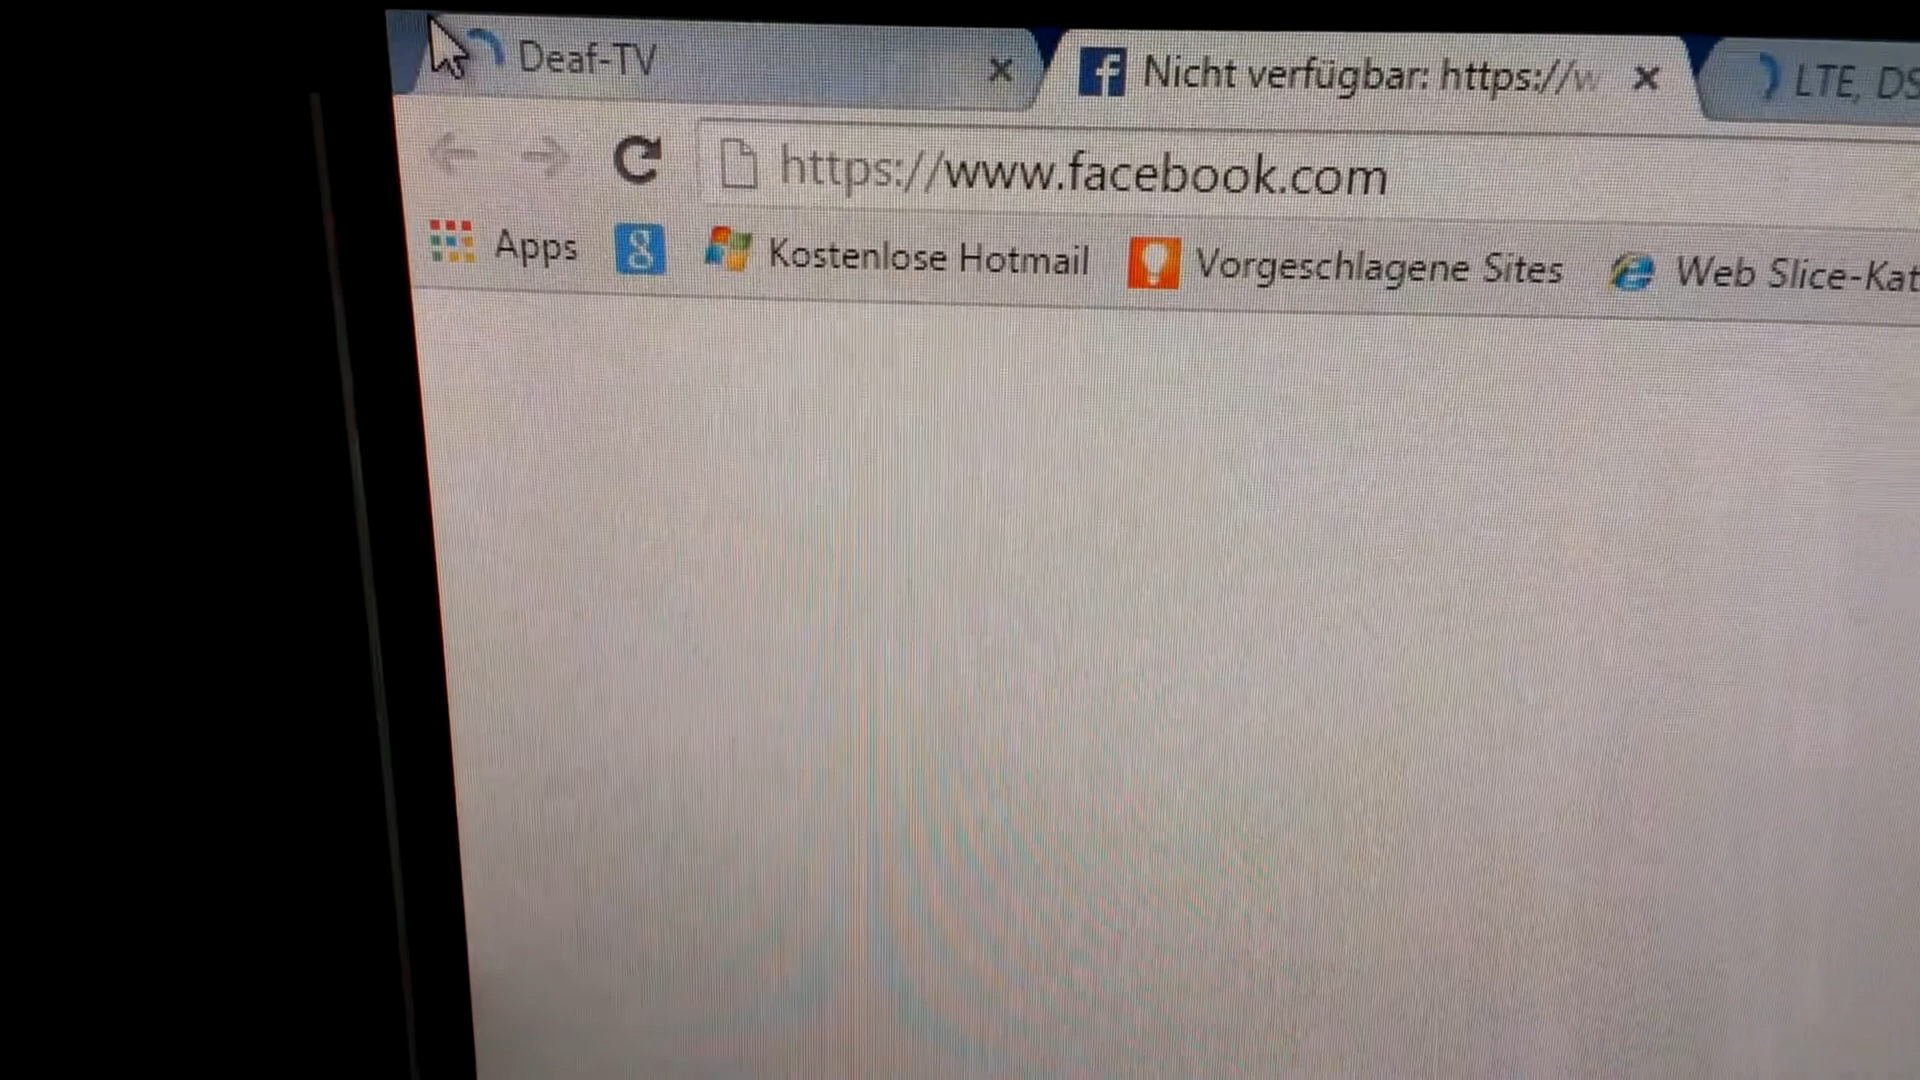 Deaf-TV
Nicht verfügbar: https://w
LTE, DS
https://www.facebook.com
Apps
Kostenlose Hotmail
Vorgeschlagene Sites
Web Slice-Kat